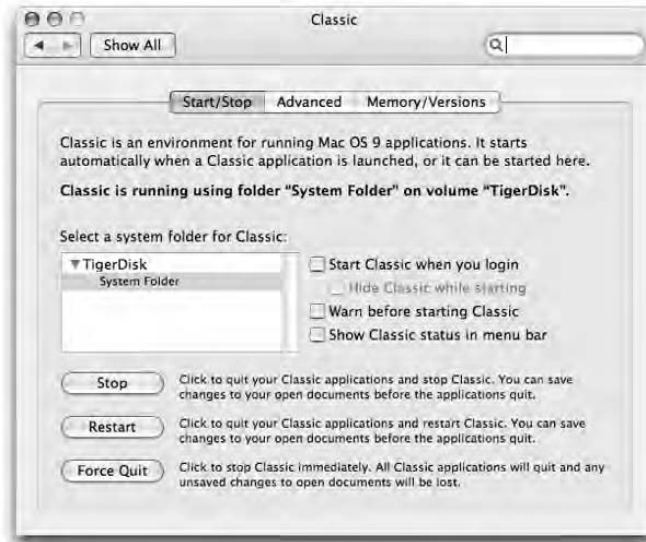 Classic
Show All
Start/Stop Advanced Memory/Versions
Classic is an environment for running Mac OS 9 applications. It starts
automatically when a Classic application is launched, or it can be started here.
Classic is running using folder "System Folder" on volume "TigerDisk".
Select a system folder for Classic:
TigerDisk
System Folder
Start Classic when you login
Hide Classic while starting
Warn before starting Classic
Show Classic status in menu bar
Stop
Click to quit your Classic applications and stop Classic. You can save
changes to your open documents before the applications quit.
Restart
Click to quit your Classic applications and restart Classic. You can save
changes to your open documents before the applications quit.
Force Quit
Click to stop Classic immediately. All Classic applications will quit and any
unsaved changes to open documents will be lost.